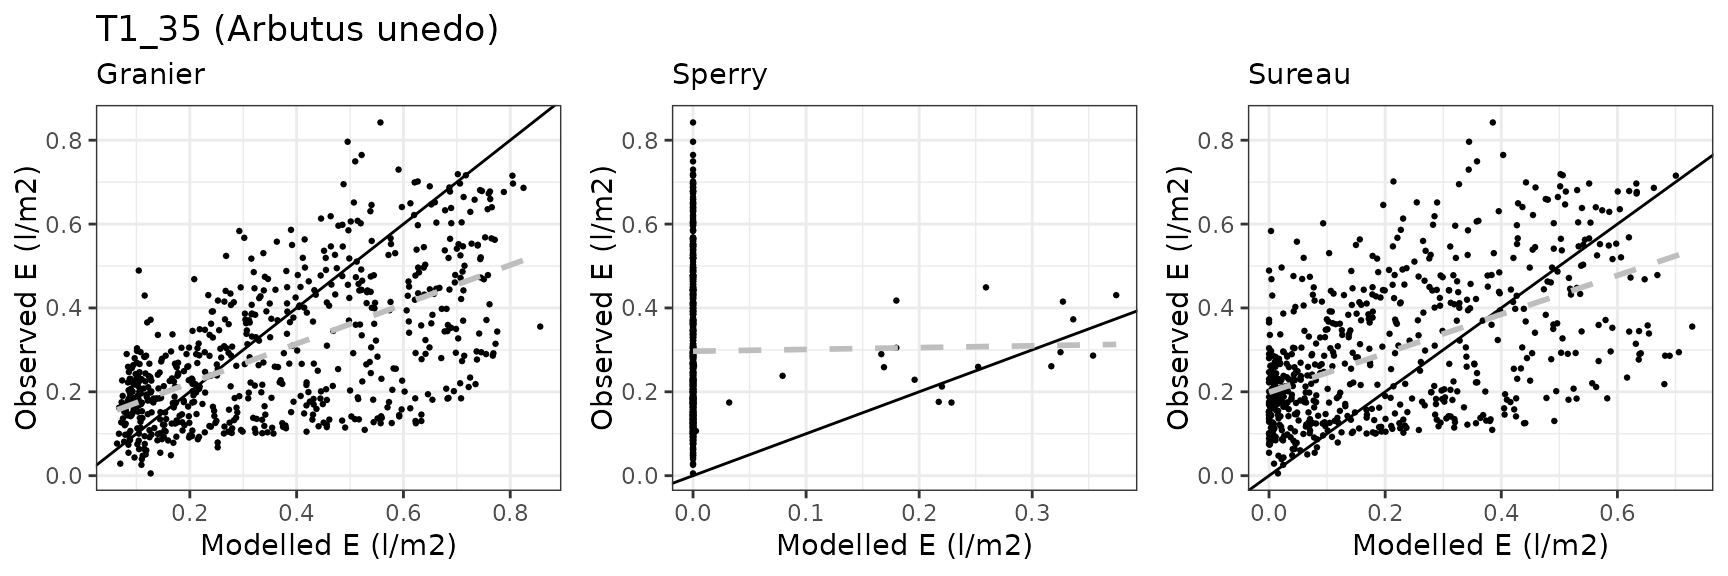 T1_35 (Arbutus unedo)
Granier
Sperry
Sureau
Observed E (l/m2)
0.8
0.6
0.4
0.2
0.0
0.2 0.4 0.6 0.8
Modelled E (l/m2)
Observed E (l/m2)
0.8
0.6
0.4
0.2
0.0
0.0 0.1 0.2 0.3
Modelled E (l/m2)
Observed E (l/m2)
0.8
0.6
0.4
0.2
0.0
0.0 0.2 0.4 0.6
Modelled E (l/m2)